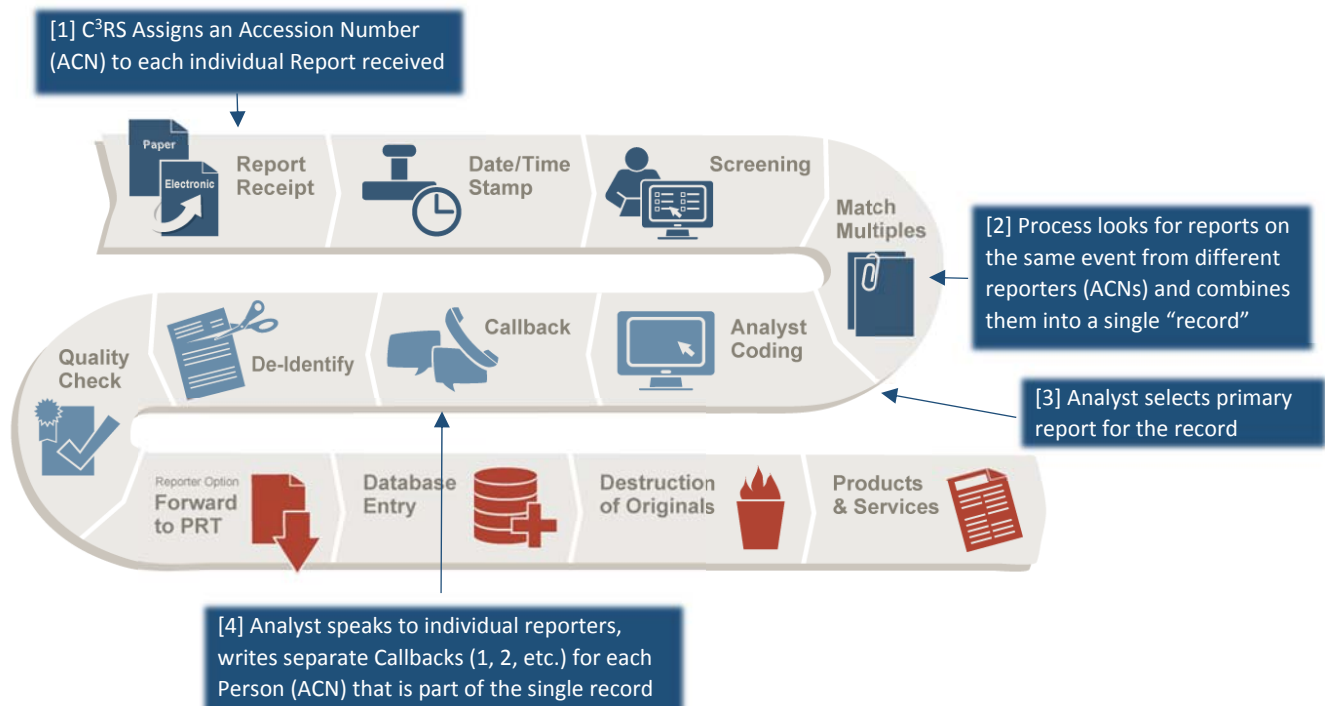 [1] C³RS Assigns an Accession Number
(ACN) to each individual Report received
Paper
Electronic
Report
Receipt
Date/Time
Stamp
Screening
Match
Multiples
[2] Process looks for reports on
the same event from different
reporters (ACNs) and combines
them into a single “record”
[3] Analyst selects primary
report for the record
Analyst
Coding
Callback
De-Identify
Quality
Check
Reporter Option
Forward
to PRT
Database
Entry
Destruction
of Originals
Products
& Services
[4] Analyst speaks to individual reporters,
writes separate Callbacks (1, 2, etc.) for each
Person (ACN) that is part of the single record